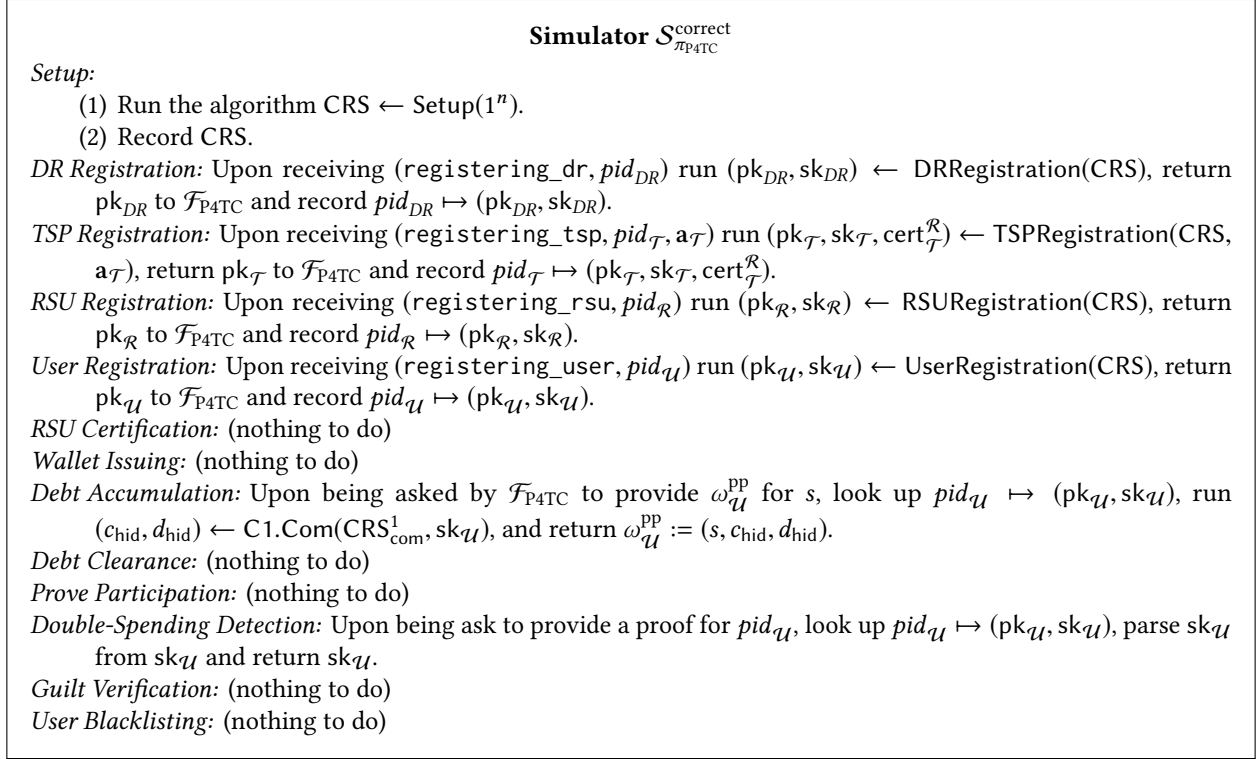 Simulator 𝒮^correct_π_P4TC
Setup:
(1) Run the algorithm CRS ← Setup(1^n).
(2) Record CRS.
DR Registration: Upon receiving (registering_dr, pid_DR) run (pk_DR, sk_DR) ← DRRegistration(CRS), return
pk_DR to ℱ_P4TC and record pid_DR ↦ (pk_DR, sk_DR).
TSP Registration: Upon receiving (registering_tsp, pid_𝒯, a_𝒯) run (pk_𝒯, sk_𝒯, cert^ℛ_𝒯) ← TSPRegistration(CRS,
a_𝒯), return pk_𝒯 to ℱ_P4TC and record pid_𝒯 ↦ (pk_𝒯, sk_𝒯, cert^ℛ_𝒯).
RSU Registration: Upon receiving (registering_rsu, pid_ℛ) run (pk_ℛ, sk_ℛ) ← RSURegistration(CRS), return
pk_ℛ to ℱ_P4TC and record pid_ℛ ↦ (pk_ℛ, sk_ℛ).
User Registration: Upon receiving (registering_user, pid_𝒰) run (pk_𝒰, sk_𝒰) ← UserRegistration(CRS), return
pk_𝒰 to ℱ_P4TC and record pid_𝒰 ↦ (pk_𝒰, sk_𝒰).
RSU Certification: (nothing to do)
Wallet Issuing: (nothing to do)
Debt Accumulation: Upon being asked by ℱ_P4TC to provide ω^pp_𝒰 for s, look up pid_𝒰 ↦ (pk_𝒰, sk_𝒰), run
(c_hid, d_hid) ← C1.Com(CRS^1_com, sk_𝒰), and return ω^pp_𝒰 := (s, c_hid, d_hid).
Debt Clearance: (nothing to do)
Prove Participation: (nothing to do)
Double-Spending Detection: Upon being ask to provide a proof for pid_𝒰, look up pid_𝒰 ↦ (pk_𝒰, sk_𝒰), parse sk_𝒰
from sk_𝒰 and return sk_𝒰.
Guilt Verification: (nothing to do)
User Blacklisting: (nothing to do)